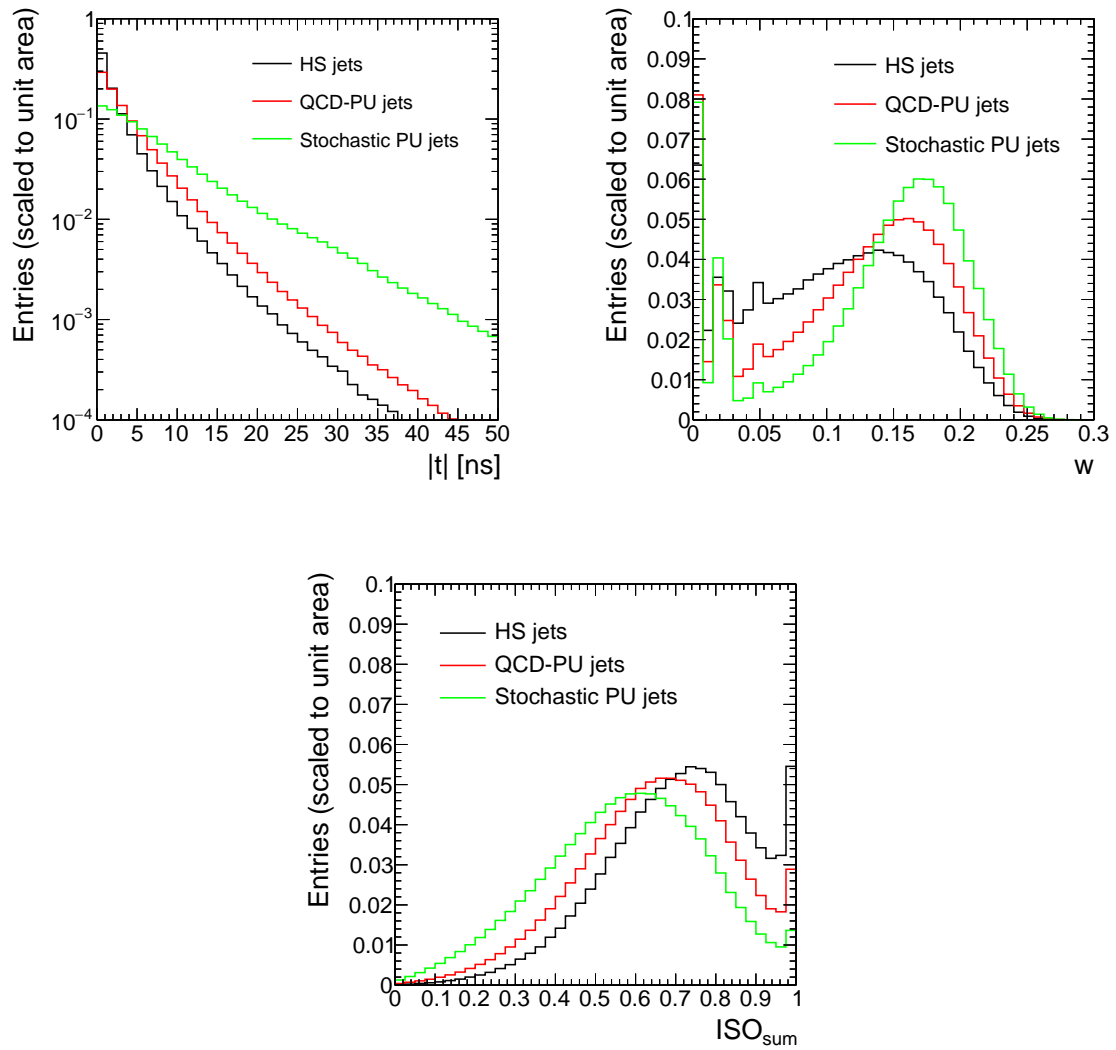 Entries (scaled to unit area)
1
10⁻¹
10⁻²
10⁻³
10⁻⁴
HS jets
QCD-PU jets
Stochastic PU jets
0 5 10 15 20 25 30 35 40 45 50
|t| [ns]
Entries (scaled to unit area)
0.1
0.09
0.08
0.07
0.06
0.05
0.04
0.03
0.02
0.01
0
HS jets
QCD-PU jets
Stochastic PU jets
0 0.05 0.1 0.15 0.2 0.25 0.3
w
Entries (scaled to unit area)
0.1
0.09
0.08
0.07
0.06
0.05
0.04
0.03
0.02
0.01
0
HS jets
QCD-PU jets
Stochastic PU jets
0 0.1 0.2 0.3 0.4 0.5 0.6 0.7 0.8 0.9 1
ISO_sum